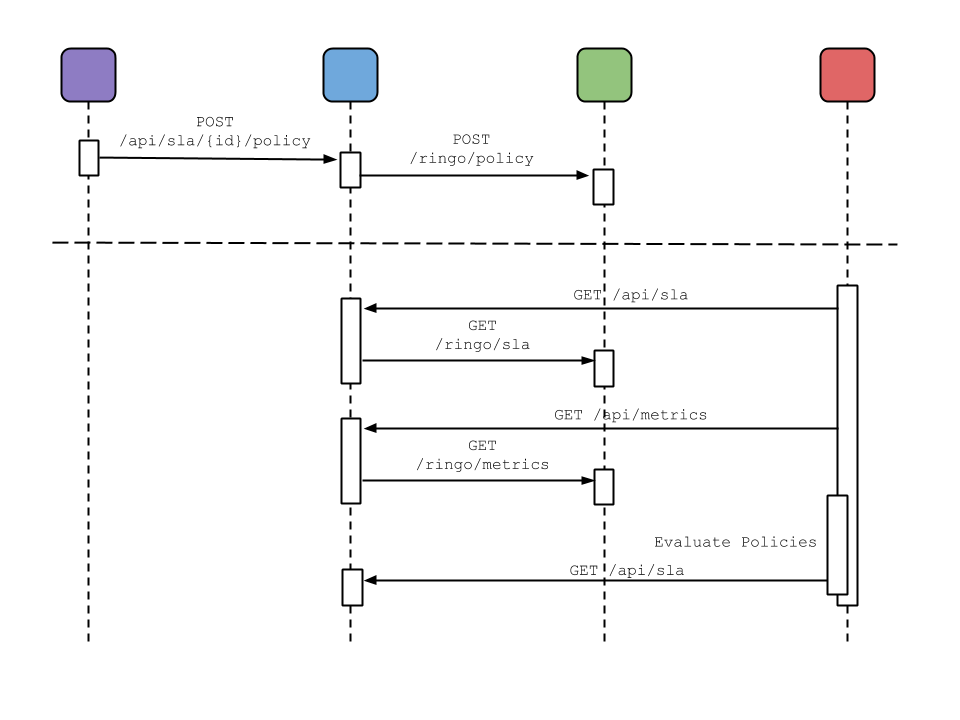 POST
/api/sla/{id}/policy
POST
/ringo/policy
GET /api/sla
GET
/ringo/sla
GET /api/metrics
GET
/ringo/metrics
Evaluate Policies
GET /api/sla